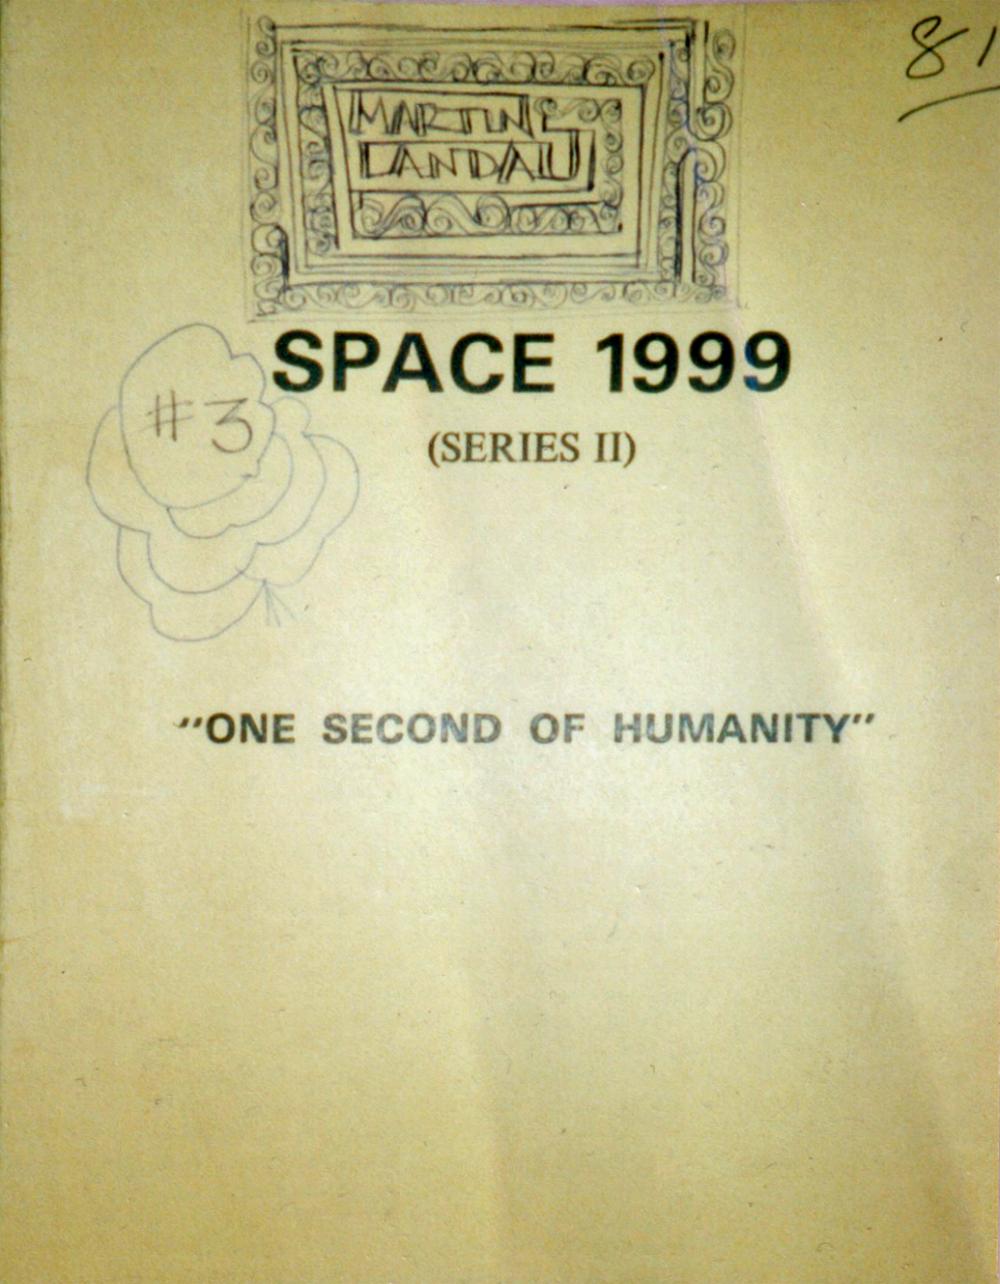 81
MARTIN
LANDAU
SPACE 1999
(SERIES II)
#3
"ONE SECOND OF HUMANITY"